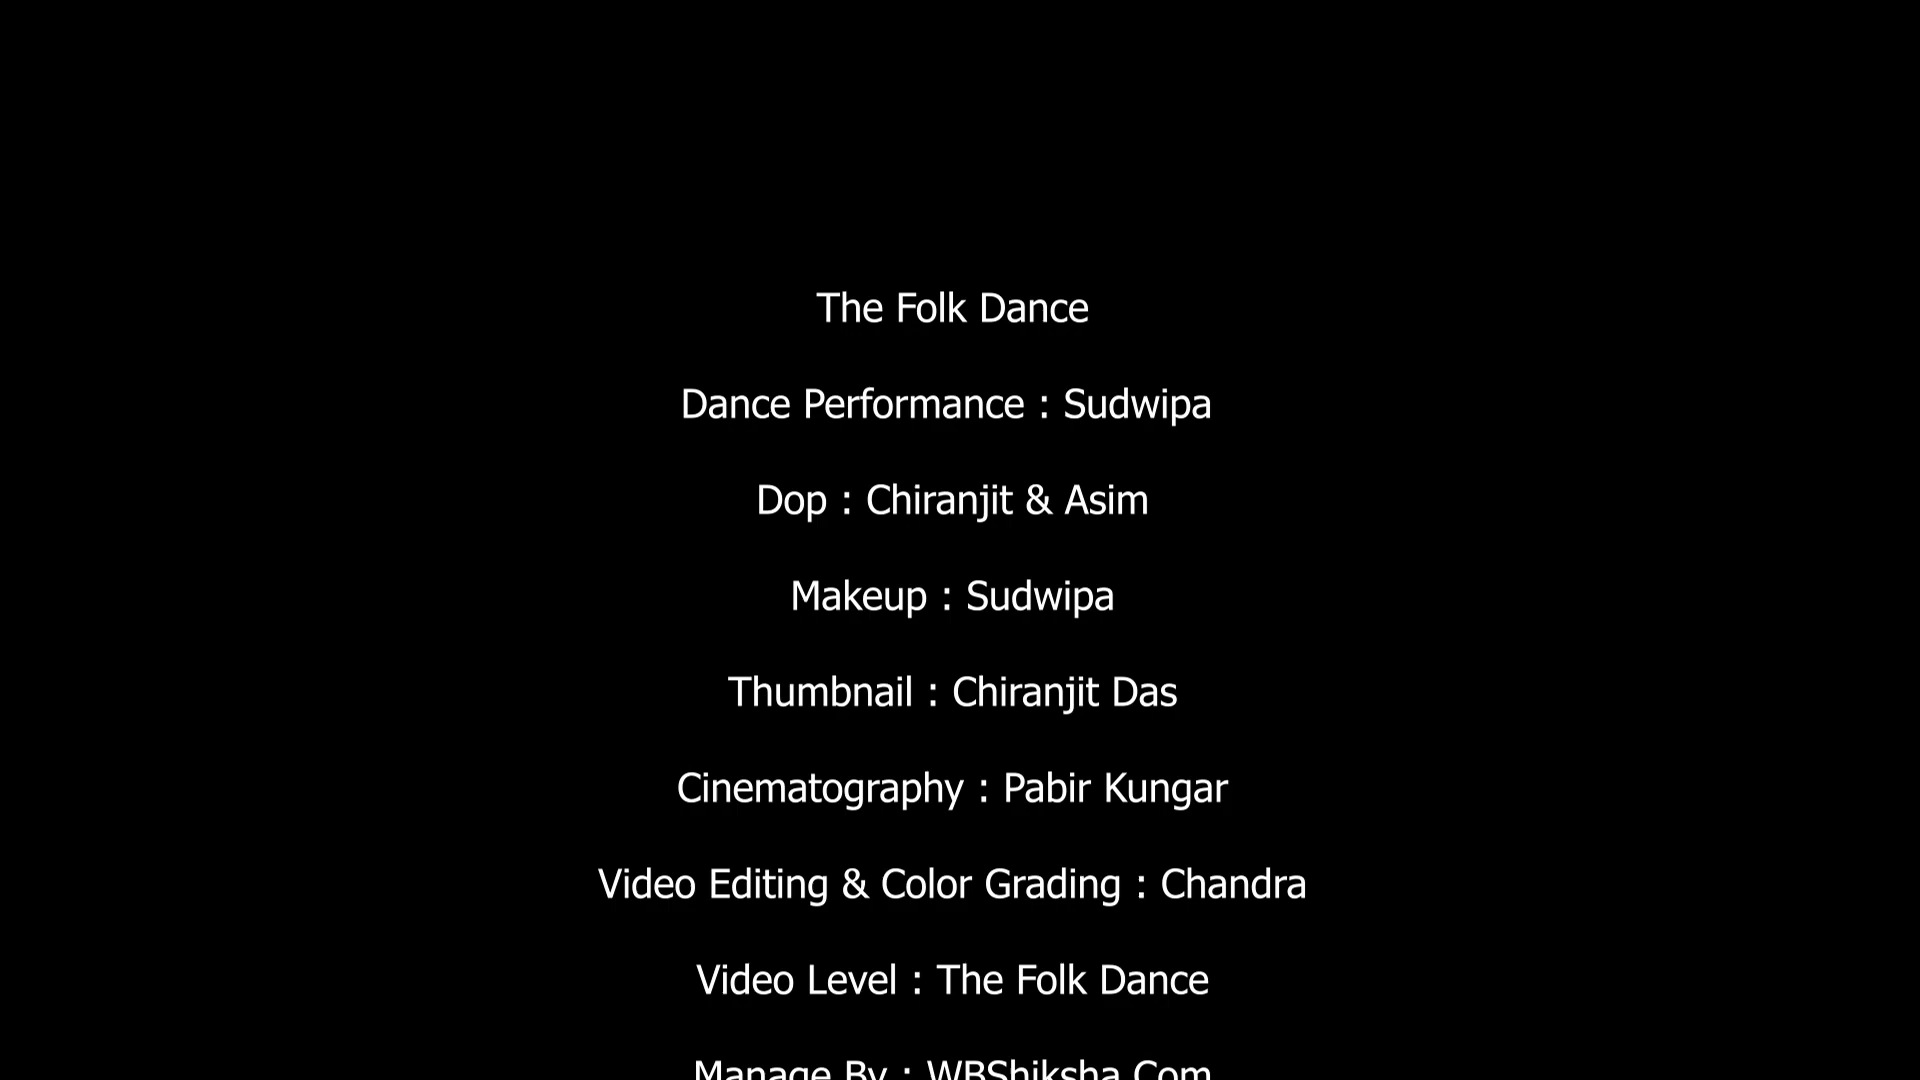 The Folk Dance
Dance Performance : Sudwipa
Dop : Chiranjit & Asim
Makeup : Sudwipa
Thumbnail : Chiranjit Das
Cinematography : Pabir Kungar
Video Editing & Color Grading : Chandra
Video Level : The Folk Dance
Manage By : WBShiksha.Com